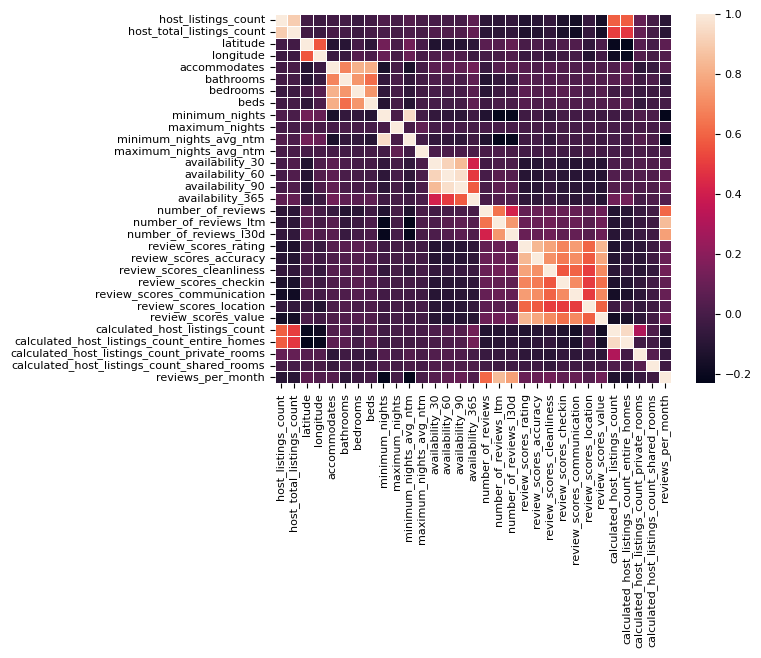 host_listings_count
host_total_listings_count
latitude
longitude
accommodates
bathrooms
bedrooms
beds
minimum_nights
maximum_nights
minimum_nights_avg_ntm
maximum_nights_avg_ntm
availability_30
availability_60
availability_90
availability_365
number_of_reviews
number_of_reviews_ltm
number_of_reviews_l30d
review_scores_rating
review_scores_accuracy
review_scores_cleanliness
review_scores_checkin
review_scores_communication
review_scores_location
review_scores_value
calculated_host_listings_count
calculated_host_listings_count_entire_homes
calculated_host_listings_count_private_rooms
calculated_host_listings_count_shared_rooms
reviews_per_month
host_listings_count
host_total_listings_count
latitude
longitude
accommodates
bathrooms
bedrooms
beds
minimum_nights
maximum_nights
minimum_nights_avg_ntm
maximum_nights_avg_ntm
availability_30
availability_60
availability_90
availability_365
number_of_reviews
number_of_reviews_ltm
number_of_reviews_l30d
review_scores_rating
review_scores_accuracy
review_scores_cleanliness
review_scores_checkin
review_scores_communication
review_scores_location
review_scores_value
calculated_host_listings_count
calculated_host_listings_count_entire_homes
calculated_host_listings_count_private_rooms
calculated_host_listings_count_shared_rooms
reviews_per_month
1.0
0.8
0.6
0.4
0.2
0.0
−0.2